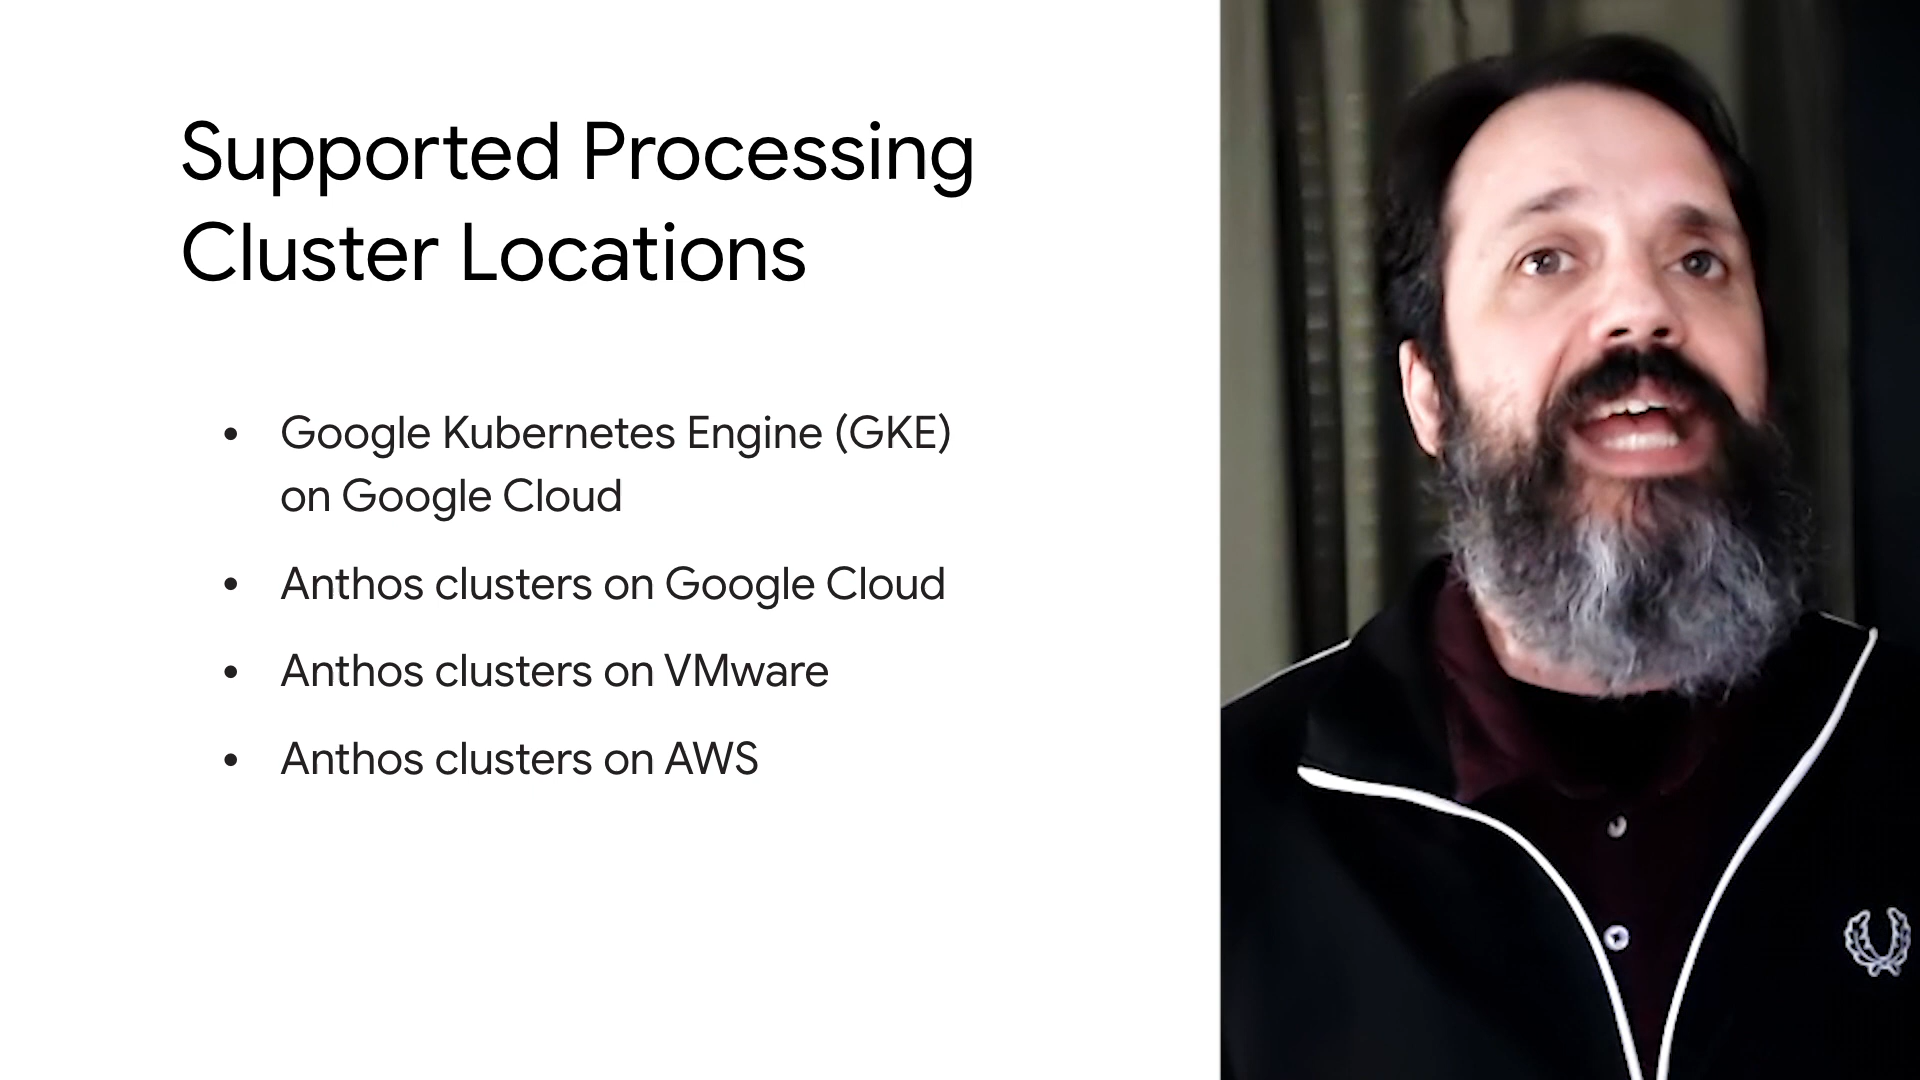 Supported Processing
Cluster Locations
• Google Kubernetes Engine (GKE)
on Google Cloud
• Anthos clusters on Google Cloud
• Anthos clusters on VMware
• Anthos clusters on AWS